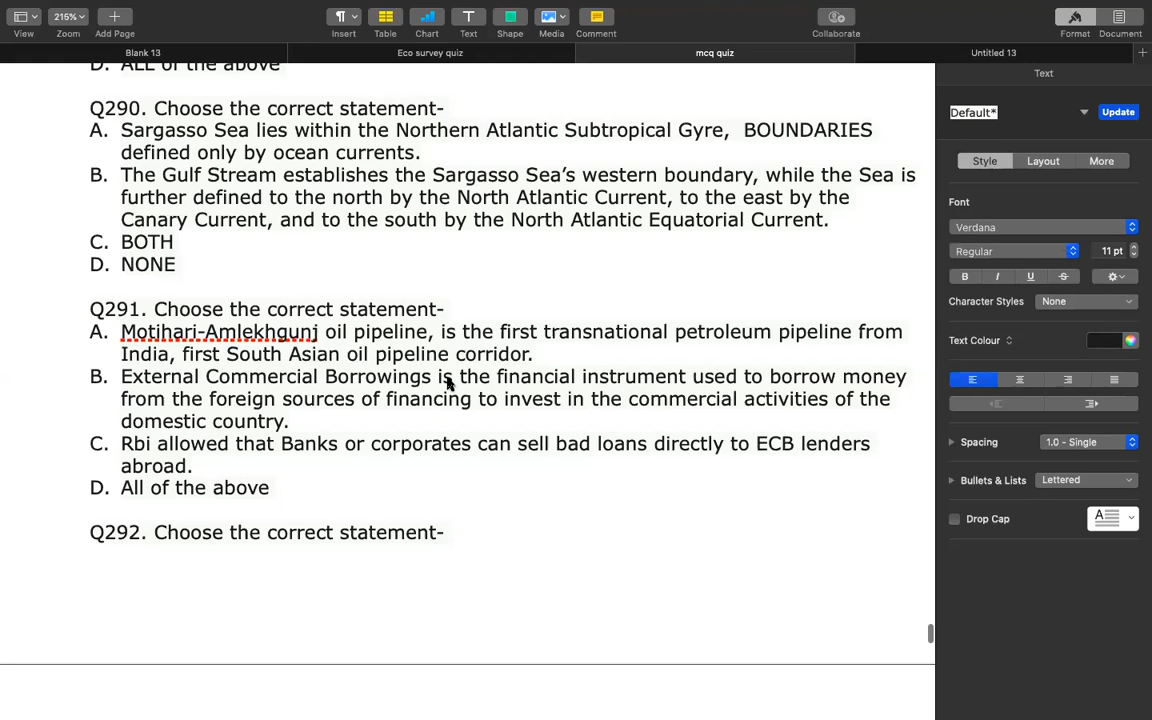 View
215%
Zoom
Add Page
Insert
Table
Chart
Text
Shape
Media
Comment
Collaborate
Format
Document
Blank 13
Eco survey quiz
mcq quiz
Untitled 13
D. ALL of the above
Q290. Choose the correct statement-
A. Sargasso Sea lies within the Northern Atlantic Subtropical Gyre, BOUNDARIES
defined only by ocean currents.
B. The Gulf Stream establishes the Sargasso Sea’s western boundary, while the Sea is
further defined to the north by the North Atlantic Current, to the east by the
Canary Current, and to the south by the North Atlantic Equatorial Current.
C. BOTH
D. NONE
Q291. Choose the correct statement-
A. Motihari-Amlekhgunj oil pipeline, is the first transnational petroleum pipeline from
India, first South Asian oil pipeline corridor.
B. External Commercial Borrowings is the financial instrument used to borrow money
from the foreign sources of financing to invest in the commercial activities of the
domestic country.
C. Rbi allowed that Banks or corporates can sell bad loans directly to ECB lenders
abroad.
D. All of the above
Q292. Choose the correct statement-
Text
Default*
Update
Style
Layout
More
Font
Verdana
Regular
11 pt
B I U S
Character Styles
None
Text Colour
Spacing
1.0 - Single
Bullets & Lists
Lettered
Drop Cap
A